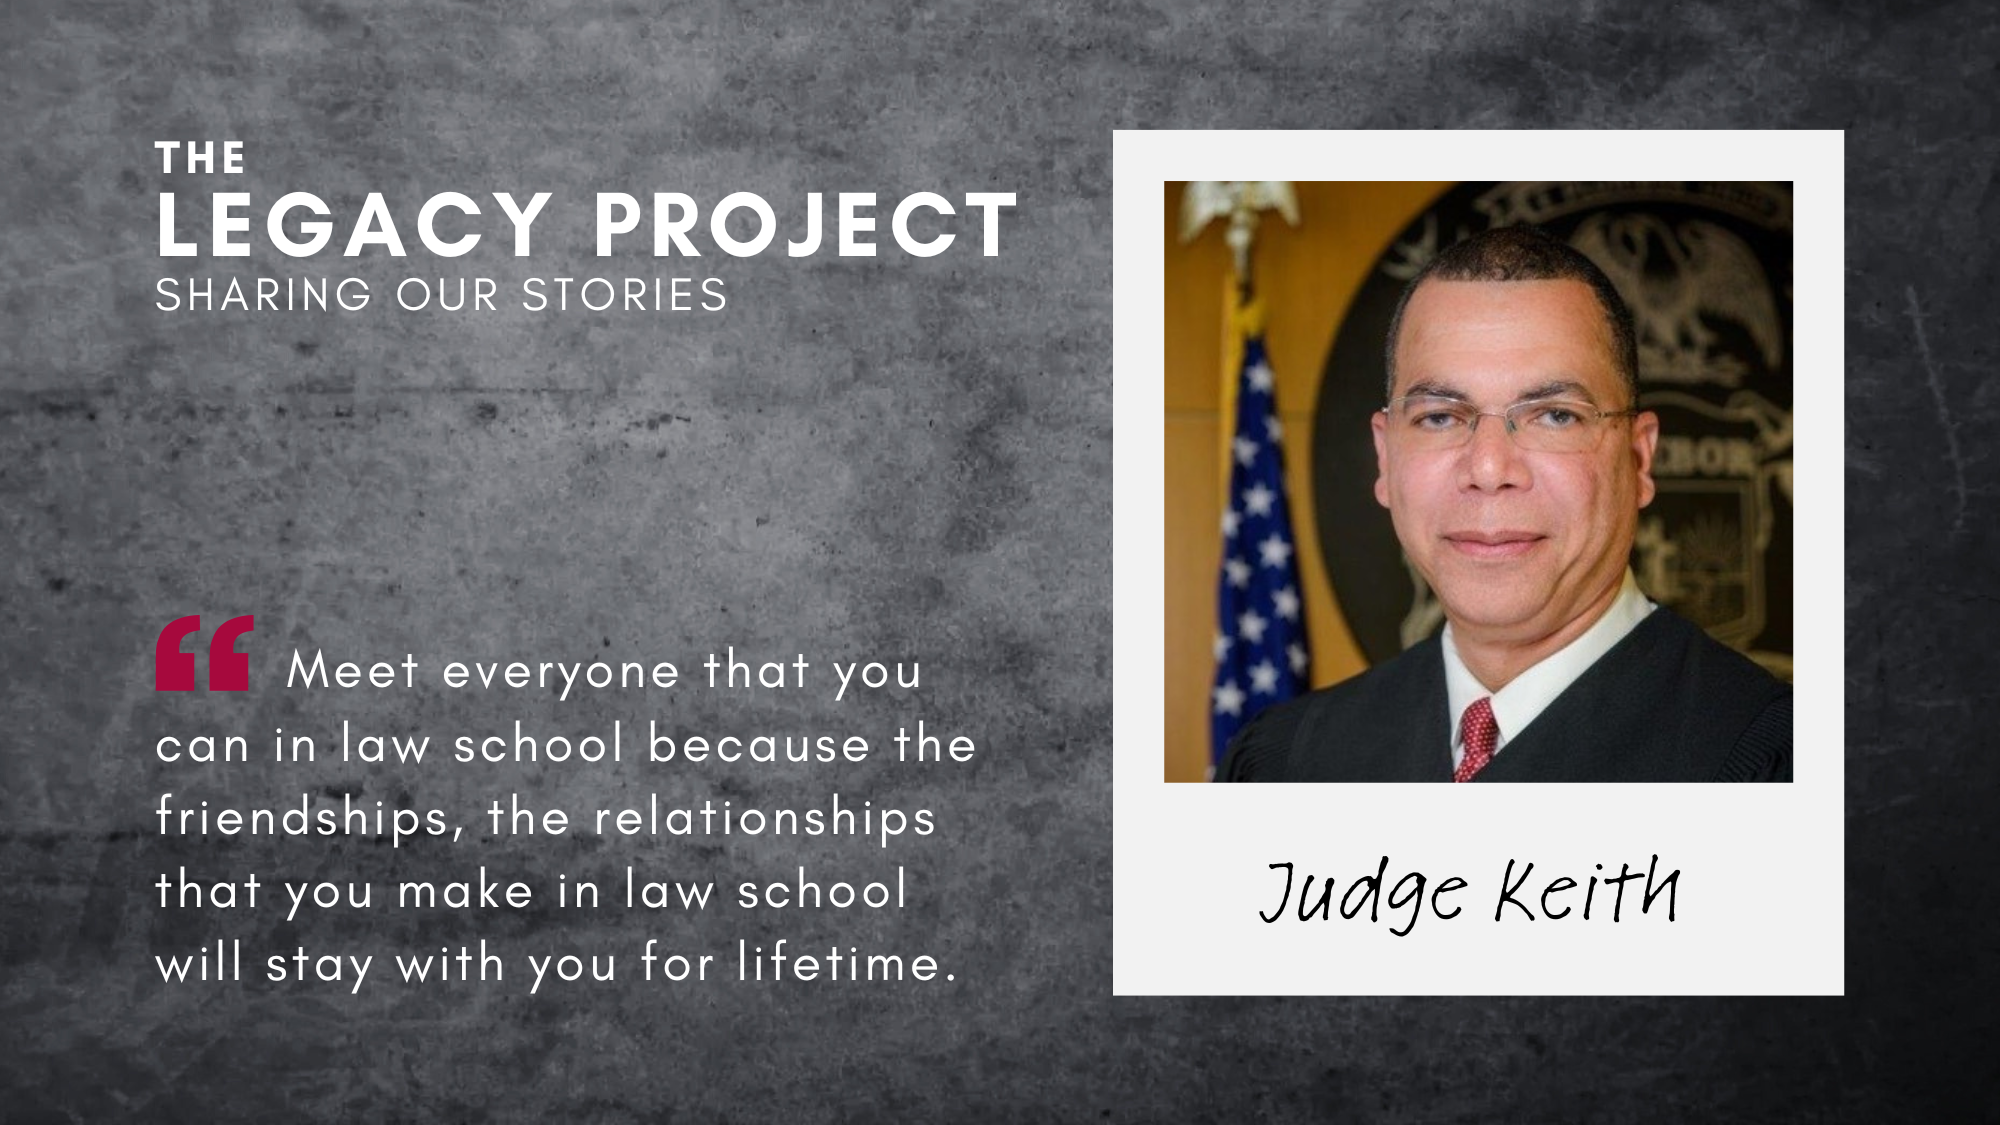 THE
LEGACY PROJECT
SHARING OUR STORIES
“ Meet everyone that you
can in law school because the
friendships, the relationships
that you make in law school
will stay with you for lifetime.
Judge Keith